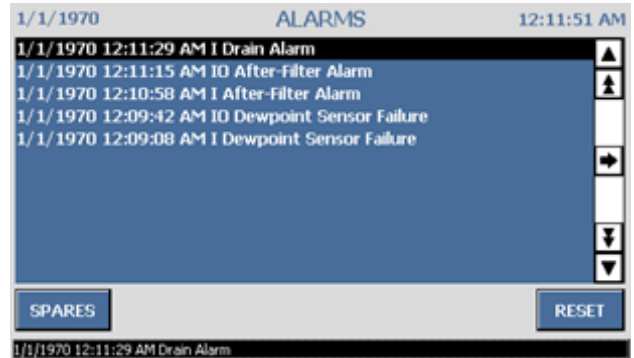 1/1/1970 ALARMS 12:11:51 AM
1/1/1970 12:11:29 AM I Drain Alarm
1/1/1970 12:11:15 AM IO After-Filter Alarm
1/1/1970 12:10:58 AM I After-Filter Alarm
1/1/1970 12:09:42 AM IO Dewpoint Sensor Failure
1/1/1970 12:09:08 AM I Dewpoint Sensor Failure
SPARES RESET
1/1/1970 12:11:29 AM Drain Alarm